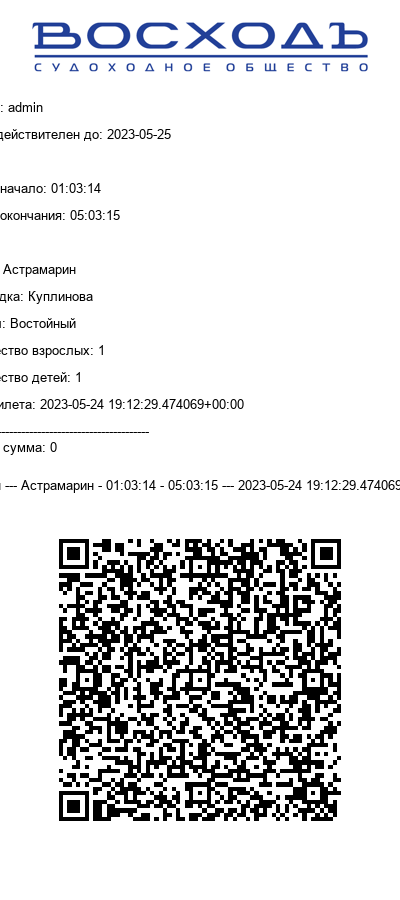 ВОСХОДЪ
СУДОХОДНОЕ ОБЩЕСТВО
: admin
действителен до: 2023-05-25
начало: 01:03:14
окончания: 05:03:15
Астрамарин
дка: Куплинова
: Востойный
ство взрослых: 1
ство детей: 1
илета: 2023-05-24 19:12:29.474069+00:00
----------------------------------------
сумма: 0
--- Астрамарин - 01:03:14 - 05:03:15 --- 2023-05-24 19:12:29.474069